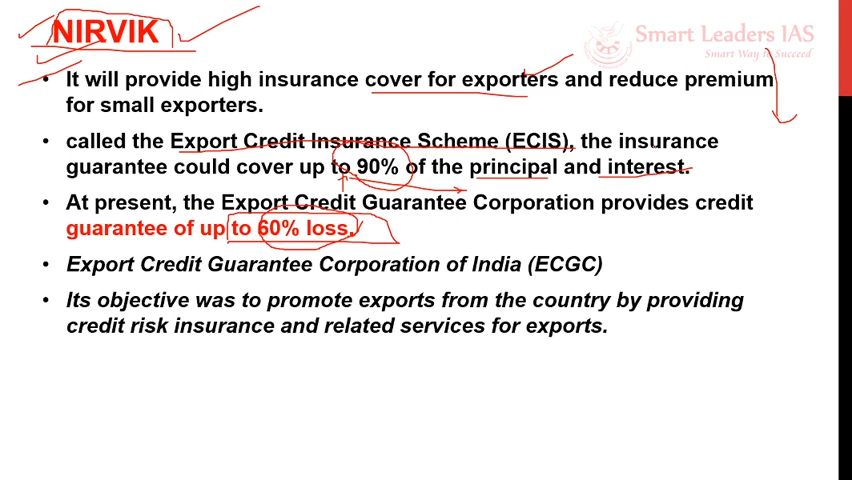 NIRVIK
Smart Leaders IAS
Smart Way to Succeed
• It will provide high insurance cover for exporters and reduce premium
for small exporters.
• called the Export Credit Insurance Scheme (ECIS), the insurance
guarantee could cover up to 90% of the principal and interest.
• At present, the Export Credit Guarantee Corporation provides credit
guarantee of up to 60% loss.
• Export Credit Guarantee Corporation of India (ECGC)
• Its objective was to promote exports from the country by providing
credit risk insurance and related services for exports.